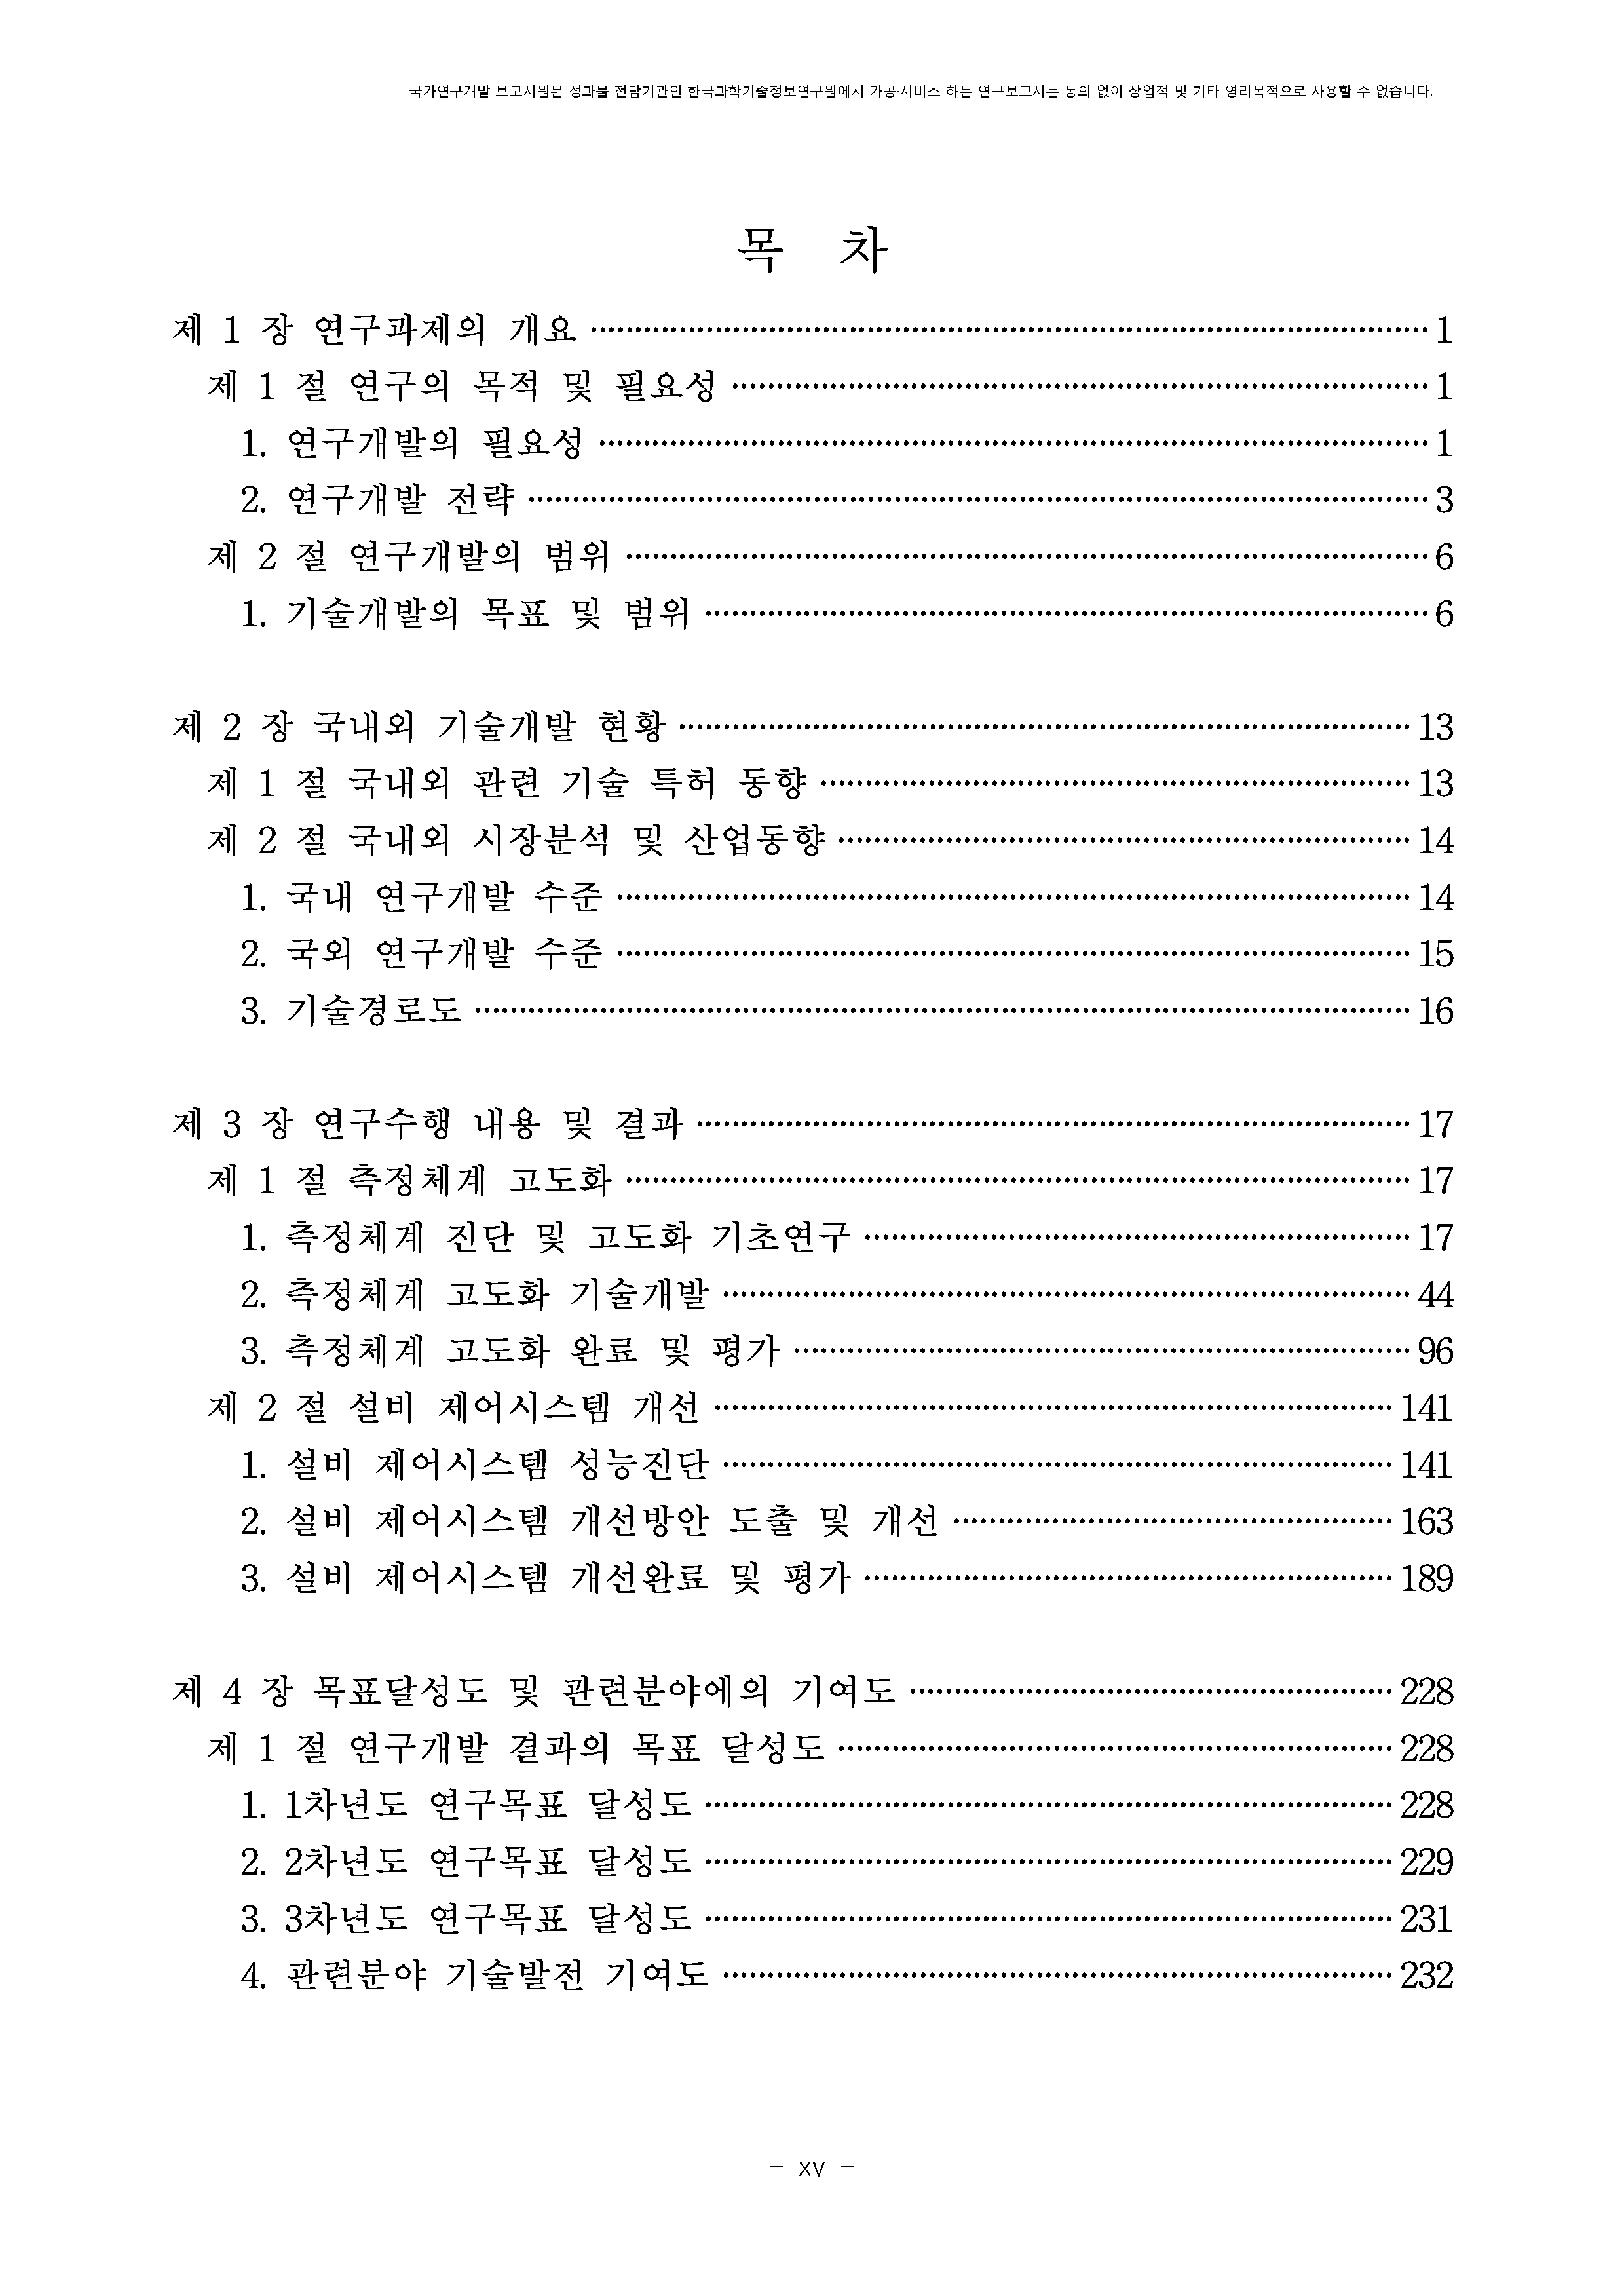 국가연구개발 보고서원문 성과물 전담기관인 한국과학기술정보연구원에서 가공·서비스 하는 연구보고서는 동의 없이 상업적 및 기타 영리목적으로 사용할 수 없습니다.
목 차
제 1 장 연구과제의 개요 ················ 1
제 1 절 연구의 목적 및 필요성 ················ 1
1. 연구개발의 필요성 ················ 1
2. 연구개발 전략 ················ 3
제 2 절 연구개발의 범위 ················ 6
1. 기술개발의 목표 및 범위 ················ 6
제 2 장 국내외 기술개발 현황 ················ 13
제 1 절 국내외 관련 기술 특허 동향 ················ 13
제 2 절 국내외 시장분석 및 산업동향 ················ 14
1. 국내 연구개발 수준 ················ 14
2. 국외 연구개발 수준 ················ 15
3. 기술경로도 ················ 16
제 3 장 연구수행 내용 및 결과 ················ 17
제 1 절 측정체계 고도화 ················ 17
1. 측정체계 진단 및 고도화 기초연구 ················ 17
2. 측정체계 고도화 기술개발 ················ 44
3. 측정체계 고도화 완료 및 평가 ················ 96
제 2 절 설비 제어시스템 개선 ················ 141
1. 설비 제어시스템 성능진단 ················ 141
2. 설비 제어시스템 개선방안 도출 및 개선 ················ 163
3. 설비 제어시스템 개선완료 및 평가 ················ 189
제 4 장 목표달성도 및 관련분야에의 기여도 ················ 228
제 1 절 연구개발 결과의 목표 달성도 ················ 228
1. 1차년도 연구목표 달성도 ················ 228
2. 2차년도 연구목표 달성도 ················ 229
3. 3차년도 연구목표 달성도 ················ 231
4. 관련분야 기술발전 기여도 ················ 232
- xv -